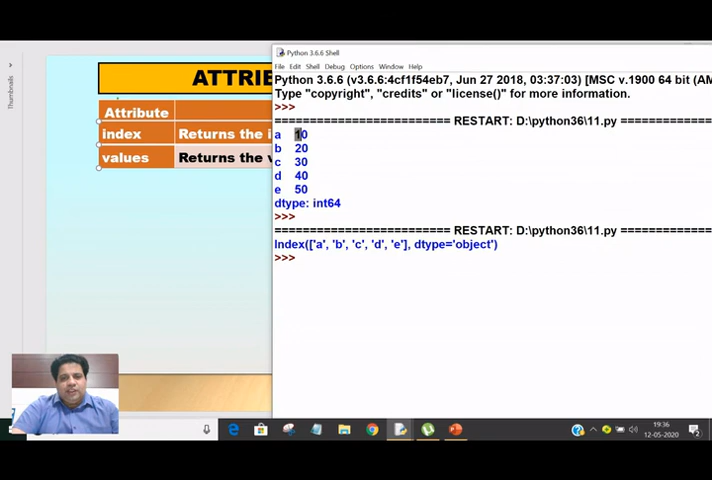 Python 3.6.6 Shell
File Edit Shell Debug Options Window Help
Thumbnails
ATTRIE
Python 3.6.6 (v3.6.6:4cf1f54eb7, Jun 27 2018, 03:37:03) [MSC v.1900 64 bit (AM
Type "copyright", "credits" or "license()" for more information.
>>>
========================= RESTART: D:\python36\11.py ============
Attribute
index Returns the i
values Returns the v
a 10
b 20
c 30
d 40
e 50
dtype: int64
>>>
========================= RESTART: D:\python36\11.py ============
Index(['a', 'b', 'c', 'd', 'e'], dtype='object')
>>>
19:36
12-05-2020